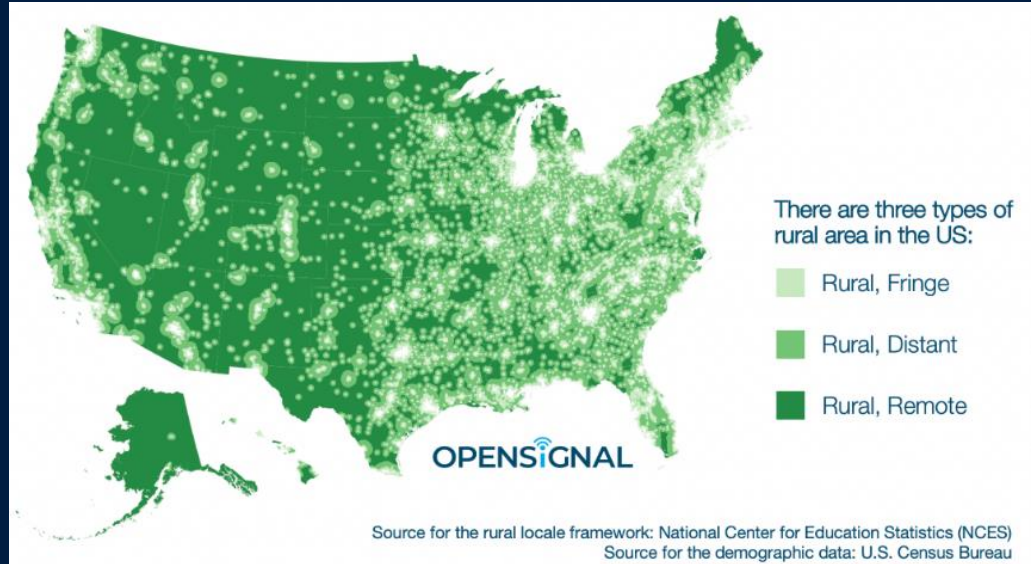 There are three types of
rural area in the US:
Rural, Fringe
Rural, Distant
Rural, Remote
OPENSIGNAL
Source for the rural locale framework: National Center for Education Statistics (NCES)
Source for the demographic data: U.S. Census Bureau